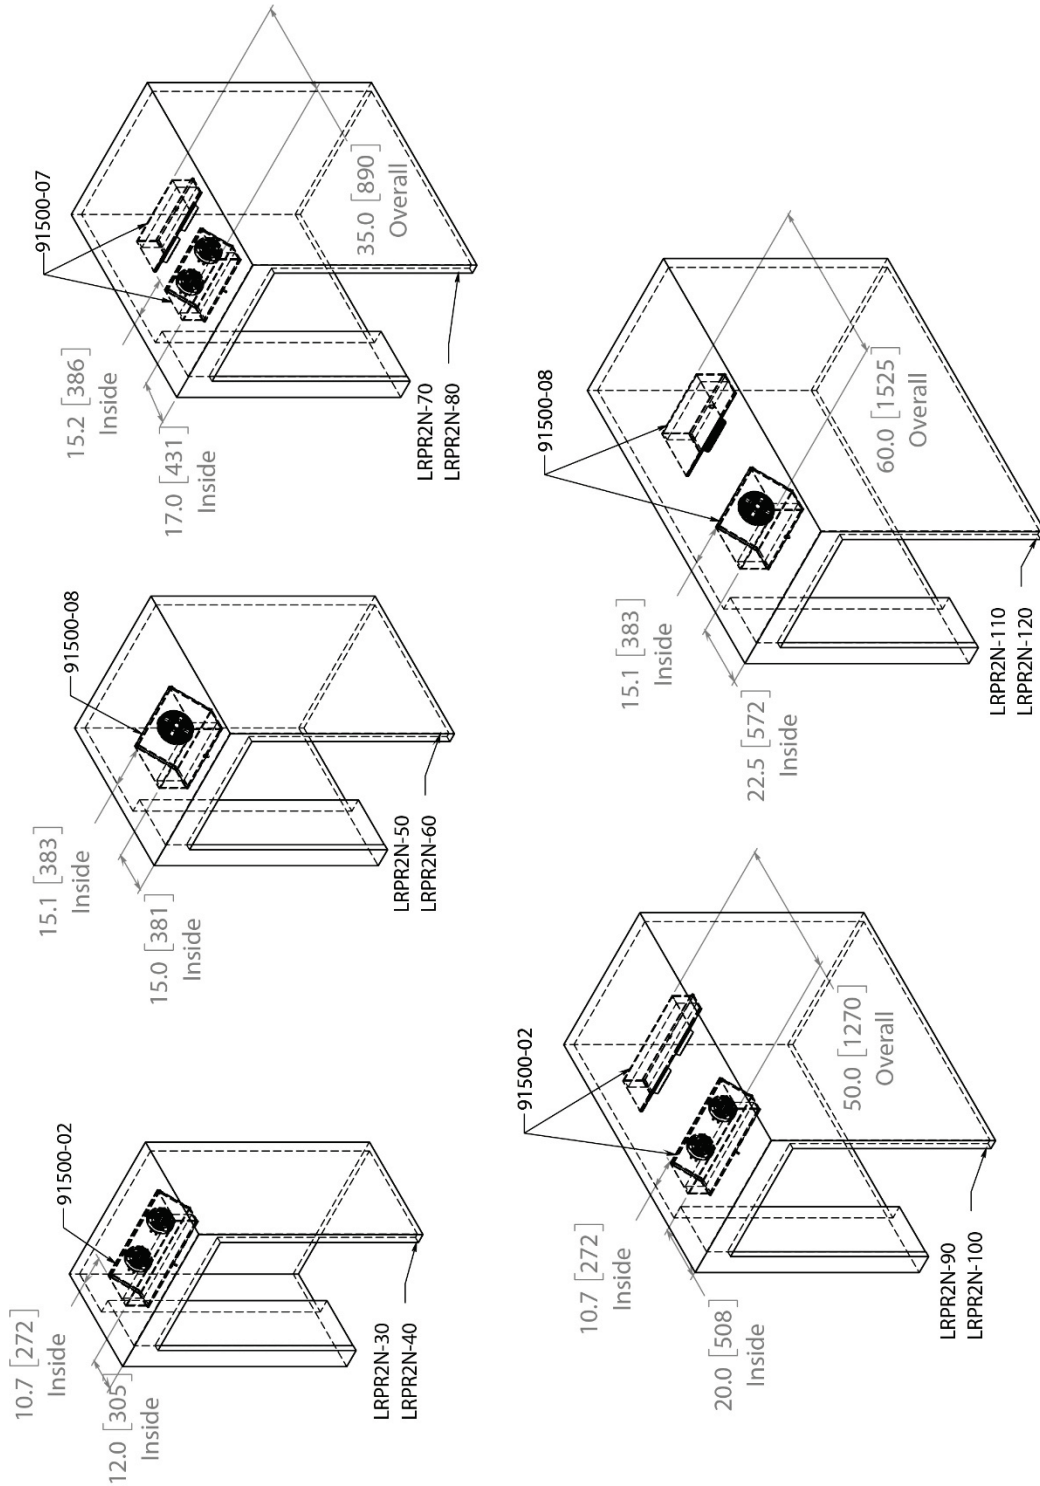 10.7 [272]
Inside
12.0 [305]
Inside
91500-02
LRPR2N-30
LRPR2N-40
15.1 [383]
Inside
15.0 [381]
Inside
91500-08
LRPR2N-50
LRPR2N-60
15.2 [386]
Inside
17.0 [431]
Inside
91500-07
35.0 [890]
Overall
LRPR2N-70
LRPR2N-80
10.7 [272]
Inside
20.0 [508]
Inside
91500-02
50.0 [1270]
Overall
LRPR2N-90
LRPR2N-100
15.1 [383]
Inside
22.5 [572]
Inside
91500-08
60.0 [1525]
Overall
LRPR2N-110
LRPR2N-120